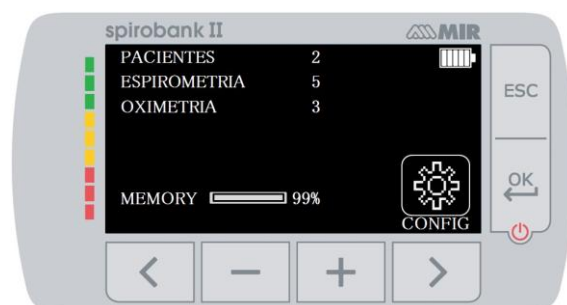 spirobank II MIR
PACIENTES 2
ESPIROMETRIA 5
OXIMETRIA 3
ESC
OK
MEMORY 99%
CONFIG